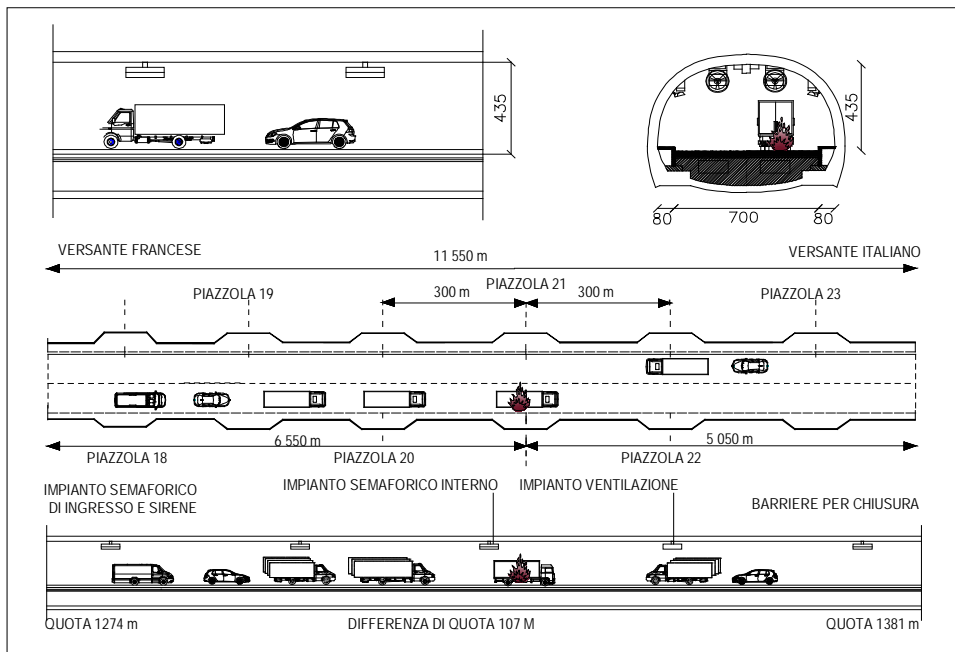 435
435
80
700
80
VERSANTE FRANCESE
11 550 m
VERSANTE ITALIANO
PIAZZOLA 19
300 m
PIAZZOLA 21
300 m
PIAZZOLA 23
6 550 m
5 050 m
PIAZZOLA 18
PIAZZOLA 20
PIAZZOLA 22
IMPIANTO SEMAFORICO
DI INGRESSO E SIRENE
IMPIANTO SEMAFORICO INTERNO
IMPIANTO VENTILAZIONE
BARRIERE PER CHIUSURA
QUOTA 1274 m
DIFFERENZA DI QUOTA 107 M
QUOTA 1381 m